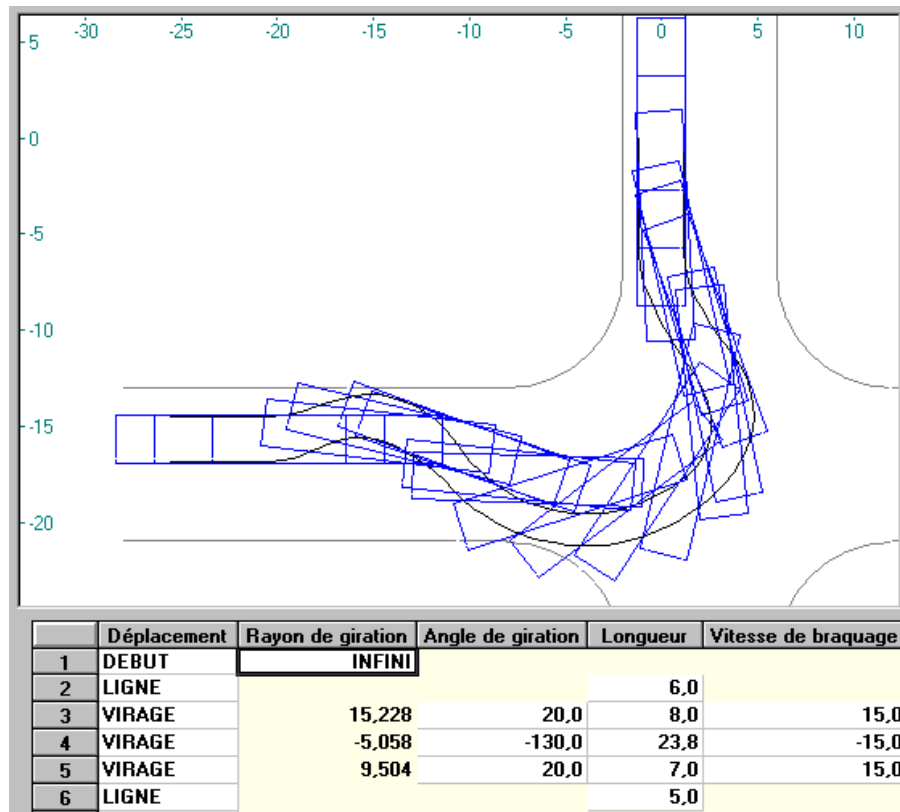 -30 -25 -20 -15 -10 -5 0 5 10
5
0
-5
-10
-15
-20
Déplacement Rayon de giration Angle de giration Longueur Vitesse de braquage
1 DEBUT INFINI
2 LIGNE 6,0
3 VIRAGE 15,228 20,0 8,0 15,0
4 VIRAGE -5,058 -130,0 23,8 -15,0
5 VIRAGE 9,504 20,0 7,0 15,0
6 LIGNE 5,0